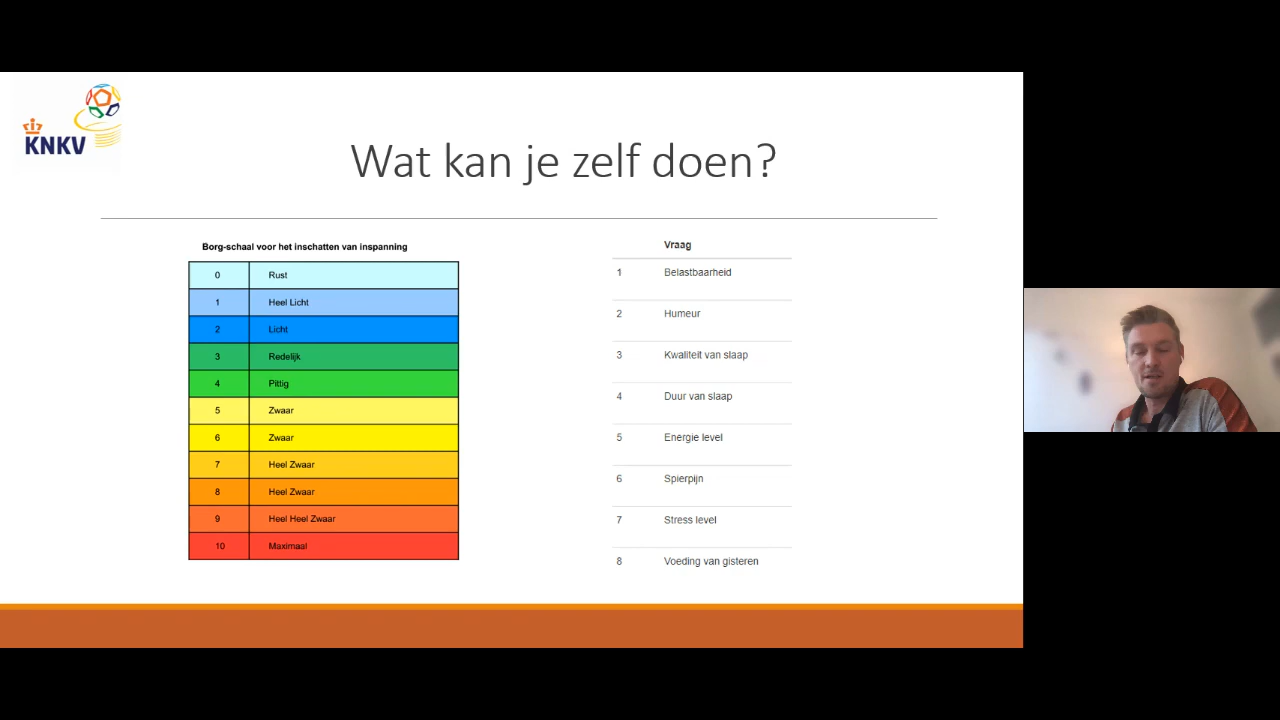 KNKV
Wat kan je zelf doen?
Borg-schaal voor het inschatten van inspanning
0 Rust
1 Heel Licht
2 Licht
3 Redelijk
4 Pittig
5 Zwaar
6 Zwaar
7 Heel Zwaar
8 Heel Zwaar
9 Heel Heel Zwaar
10 Maximaal
Vraag
1 Belastbaarheid
2 Humeur
3 Kwaliteit van slaap
4 Duur van slaap
5 Energie level
6 Spierpijn
7 Stress level
8 Voeding van gisteren